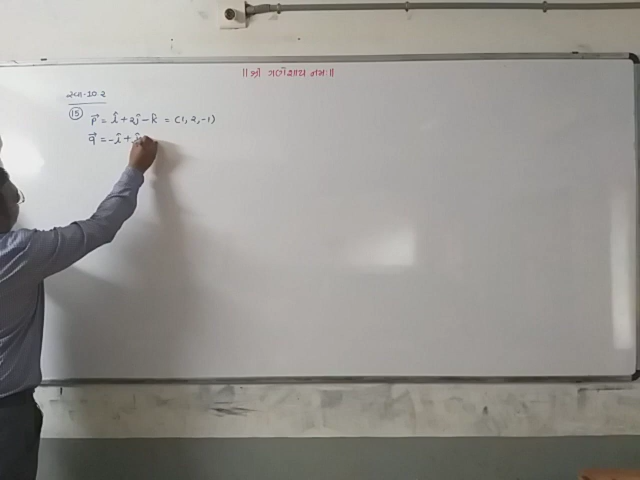 ॥ શ્રી ગણેશાય નમઃ ॥
સ્વા-10.2
(15) p⃗ = î + 2ĵ - k̂ = (1, 2, -1)
q⃗ = -î + ĵ